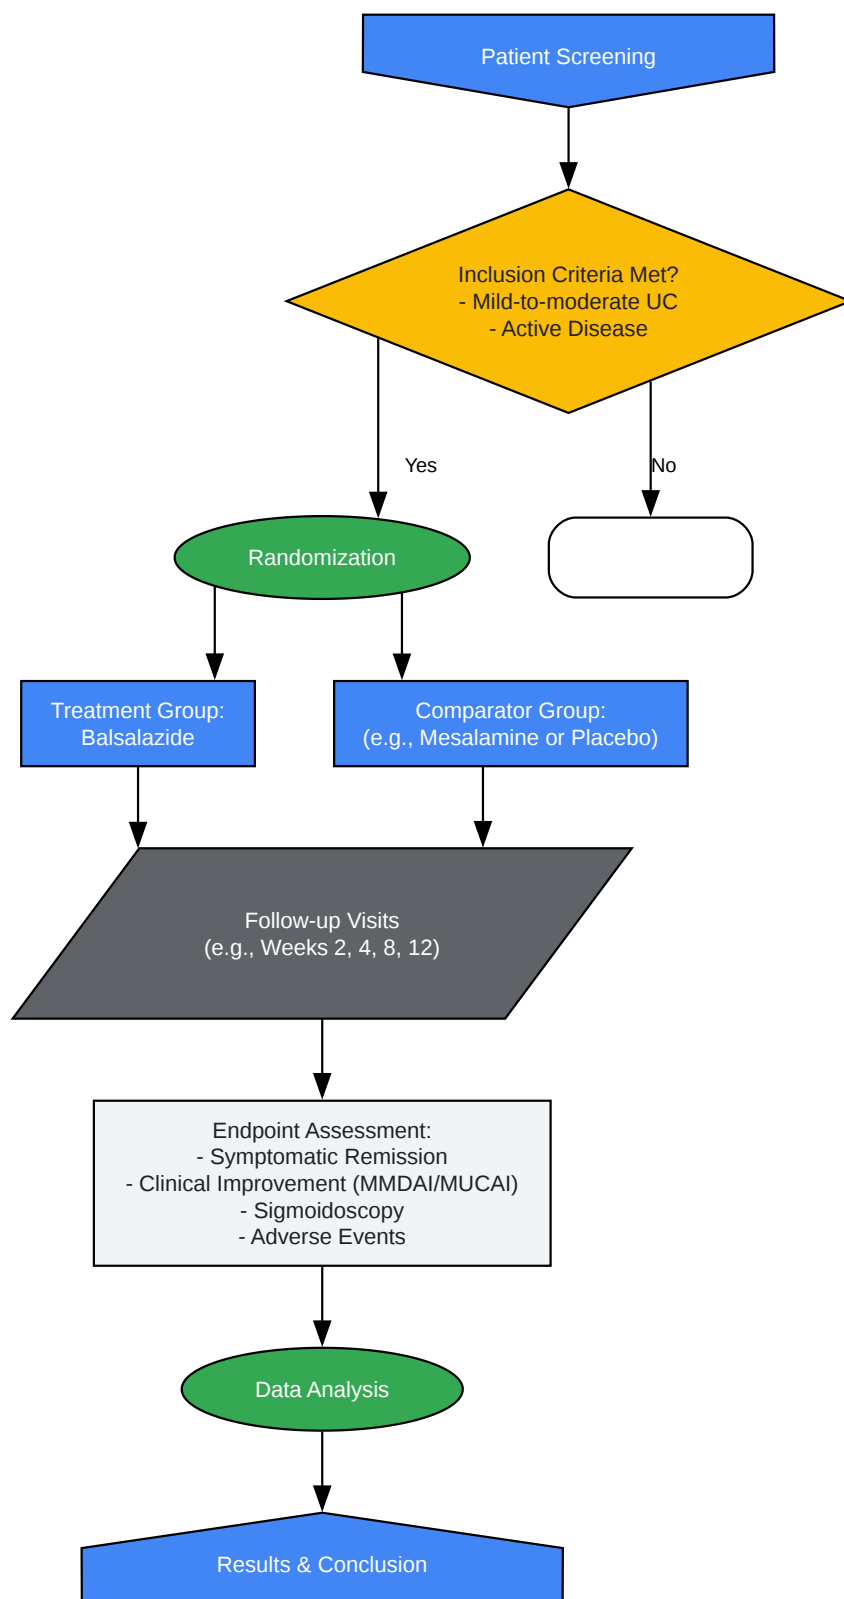 Patient Screening
Inclusion Criteria Met?
- Mild-to-moderate UC
- Active Disease
Yes
No
Randomization
Treatment Group:
Balsalazide
Comparator Group:
(e.g., Mesalamine or Placebo)
Follow-up Visits
(e.g., Weeks 2, 4, 8, 12)
Endpoint Assessment:
- Symptomatic Remission
- Clinical Improvement (MMDAI/MUCAI)
- Sigmoidoscopy
- Adverse Events
Data Analysis
Results & Conclusion